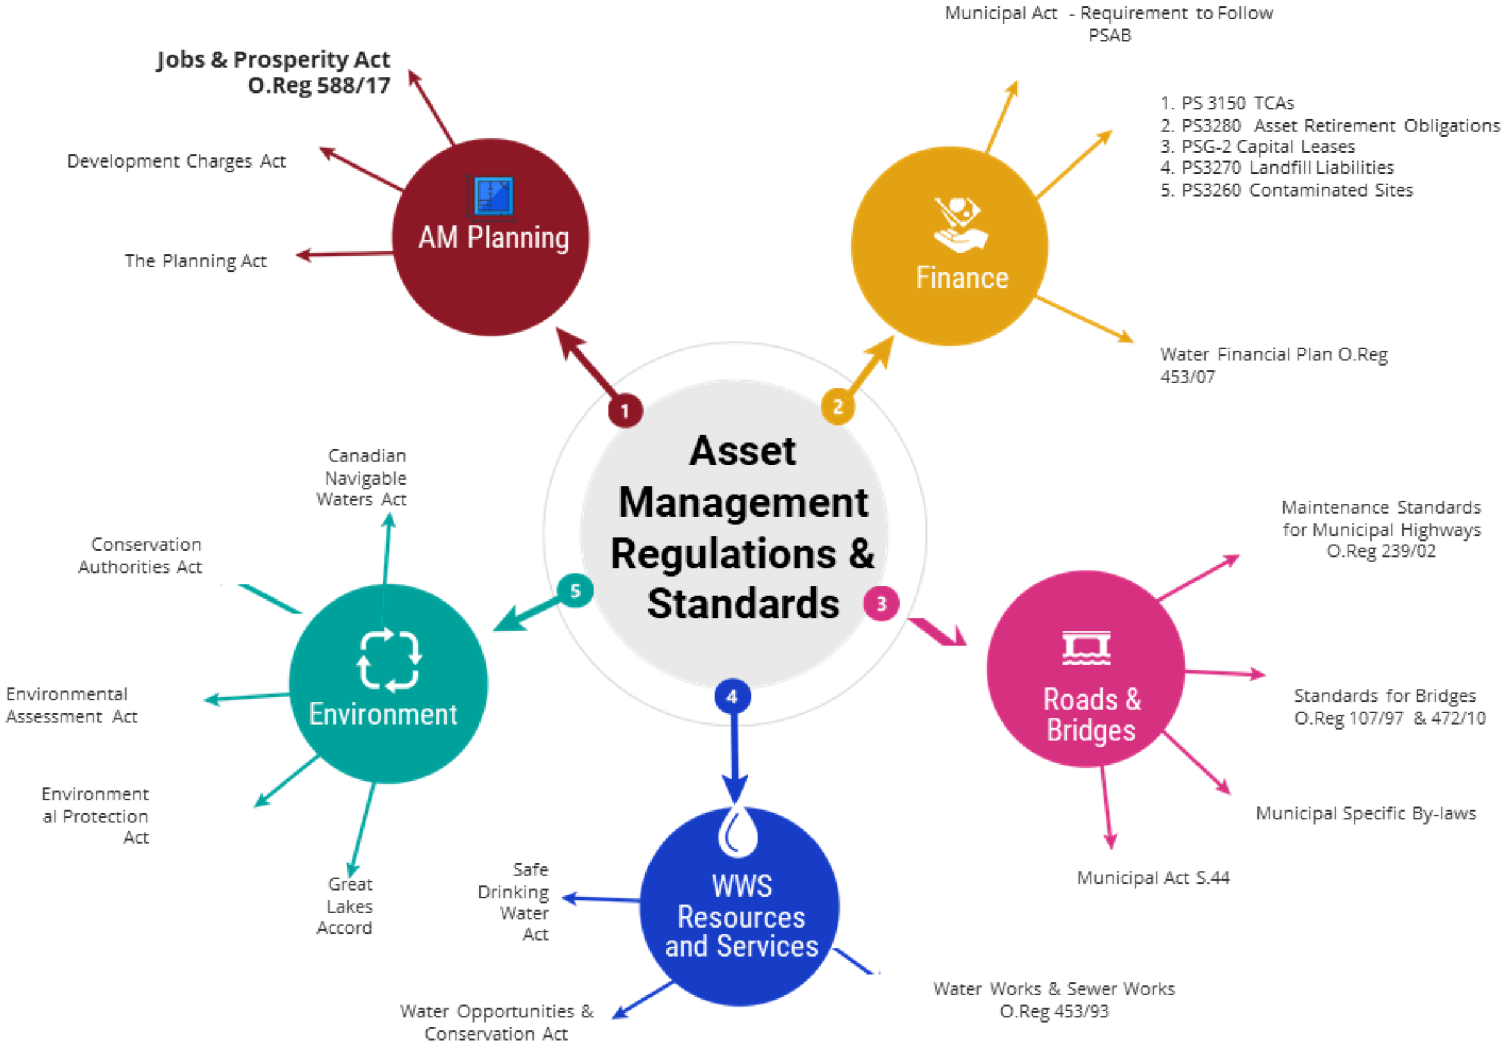 Jobs & Prosperity Act
O.Reg 588/17
Development Charges Act
The Planning Act
AM Planning
Municipal Act - Requirement to Follow
PSAB
1. PS 3150 TCAs
2. PS3280 Asset Retirement Obligations
3. PSG-2 Capital Leases
4. PS3270 Landfill Liabilities
5. PS3260 Contaminated Sites
Finance
Water Financial Plan O.Reg
453/07
1
2
Asset
Management
Regulations &
Standards
3
4
5
Maintenance Standards
for Municipal Highways
O.Reg 239/02
Roads &
Bridges
Standards for Bridges
O.Reg 107/97 & 472/10
Municipal Specific By-laws
Municipal Act S.44
WWS
Resources
and Services
Safe
Drinking
Water
Act
Water Opportunities &
Conservation Act
Water Works & Sewer Works
O.Reg 453/93
Canadian
Navigable
Waters Act
Conservation
Authorities Act
Environment
Environmental
Assessment Act
Environment
al Protection
Act
Great
Lakes
Accord